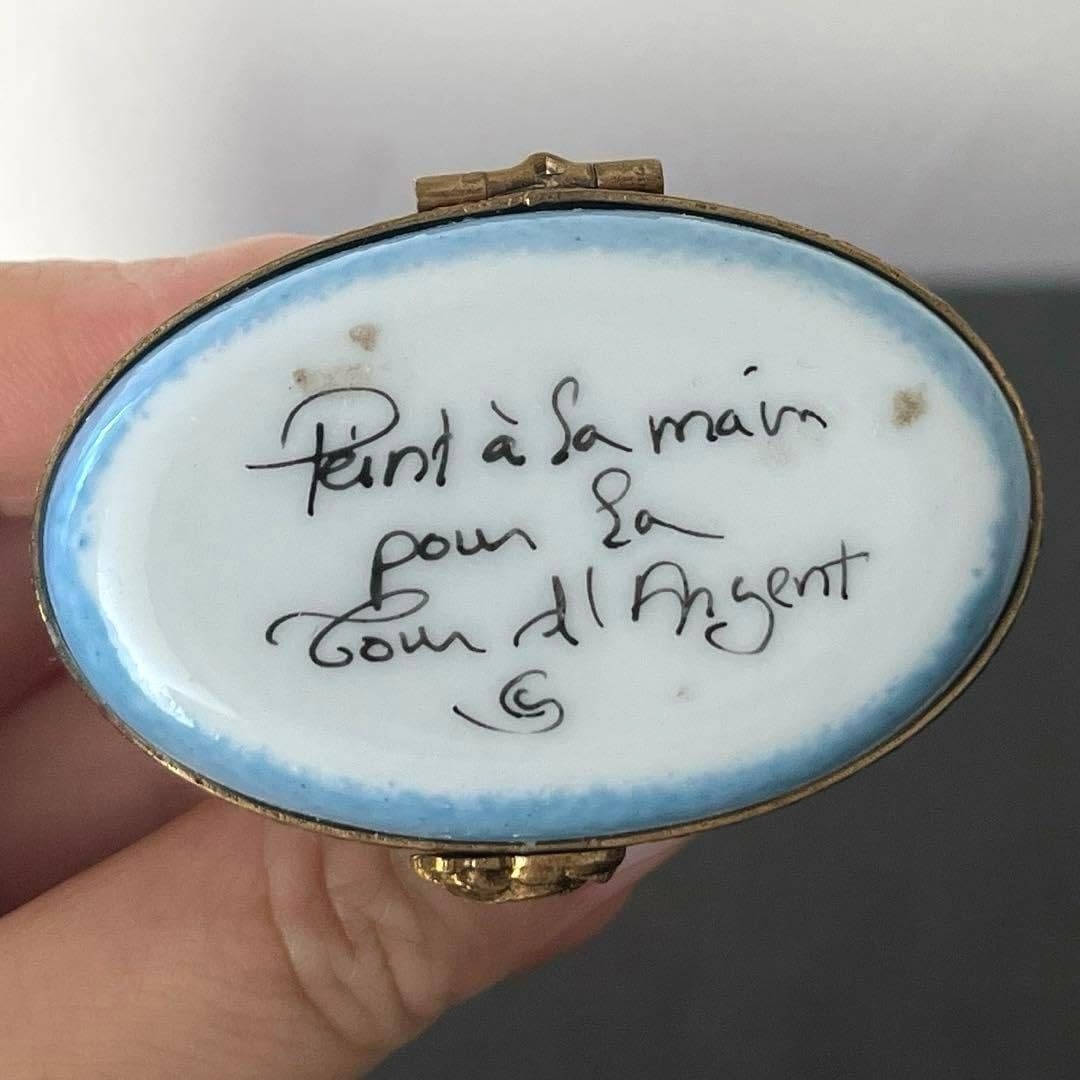 Peint à la main
pour la
Tour d'Argent